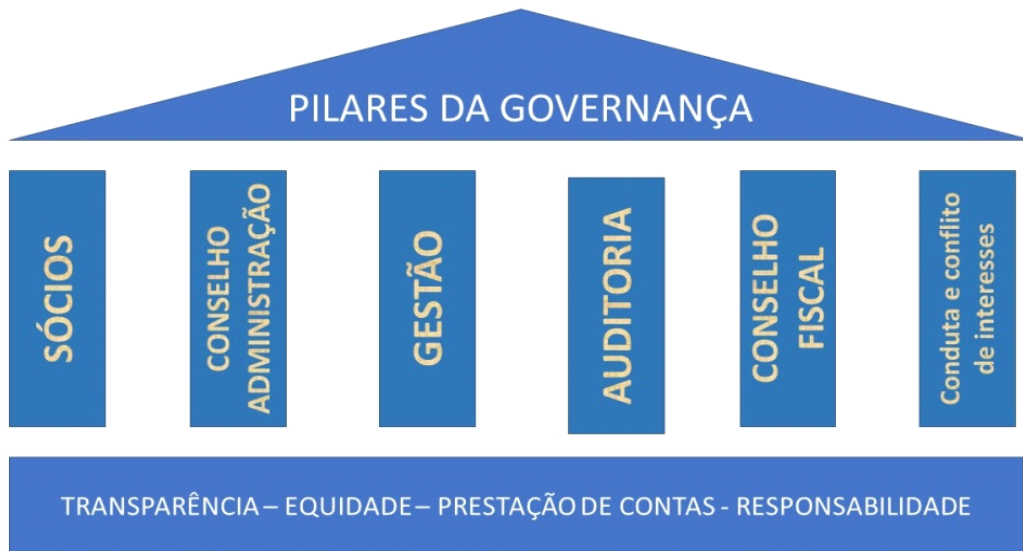 PILARES DA GOVERNANÇA
SÓCIOS
CONSELHO
ADMINISTRAÇÃO
GESTÃO
AUDITORIA
CONSELHO
FISCAL
Conduta e conflito
de interesses
TRANSPARÊNCIA – EQUIDADE – PRESTAÇÃO DE CONTAS - RESPONSABILIDADE